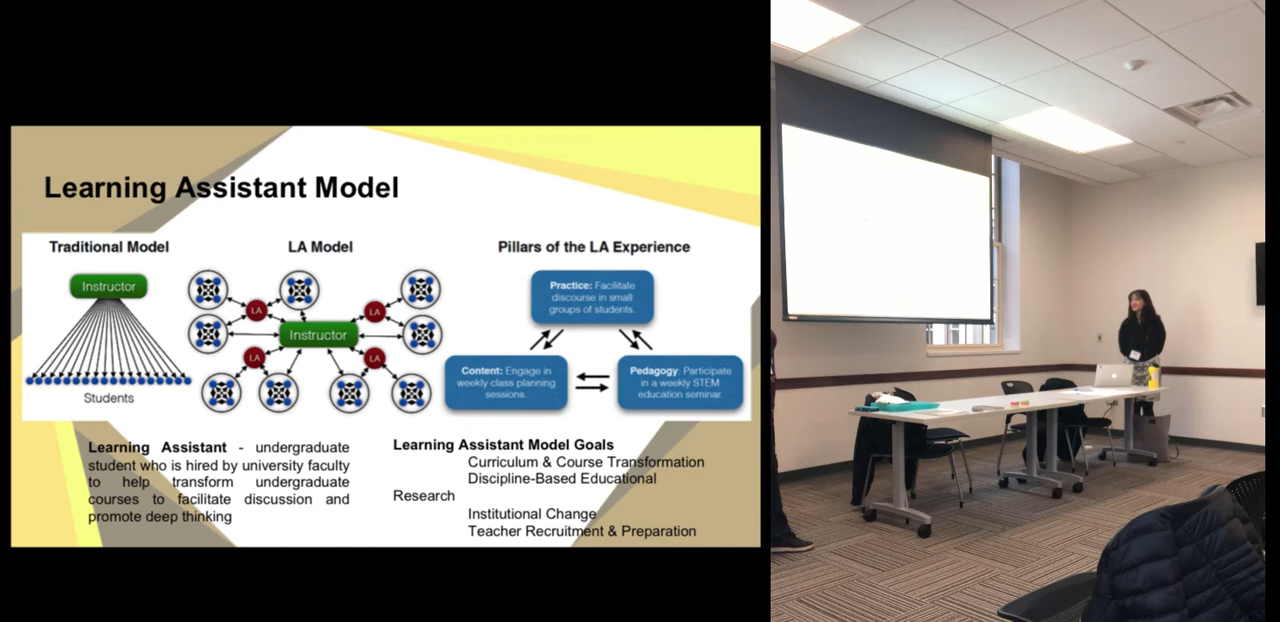 Learning Assistant Model
Traditional Model
Instructor
Students
LA Model
LA
LA
Instructor
LA
LA
Pillars of the LA Experience
Practice: Facilitate
discourse in small
groups of students.
Content: Engage in
weekly class planning
sessions.
Pedagogy: Participate
in a weekly STEM
education seminar.
Learning Assistant - undergraduate
student who is hired by university faculty
to help transform undergraduate
courses to facilitate discussion and
promote deep thinking
Learning Assistant Model Goals
Curriculum & Course Transformation
Discipline-Based Educational
Research
Institutional Change
Teacher Recruitment & Preparation